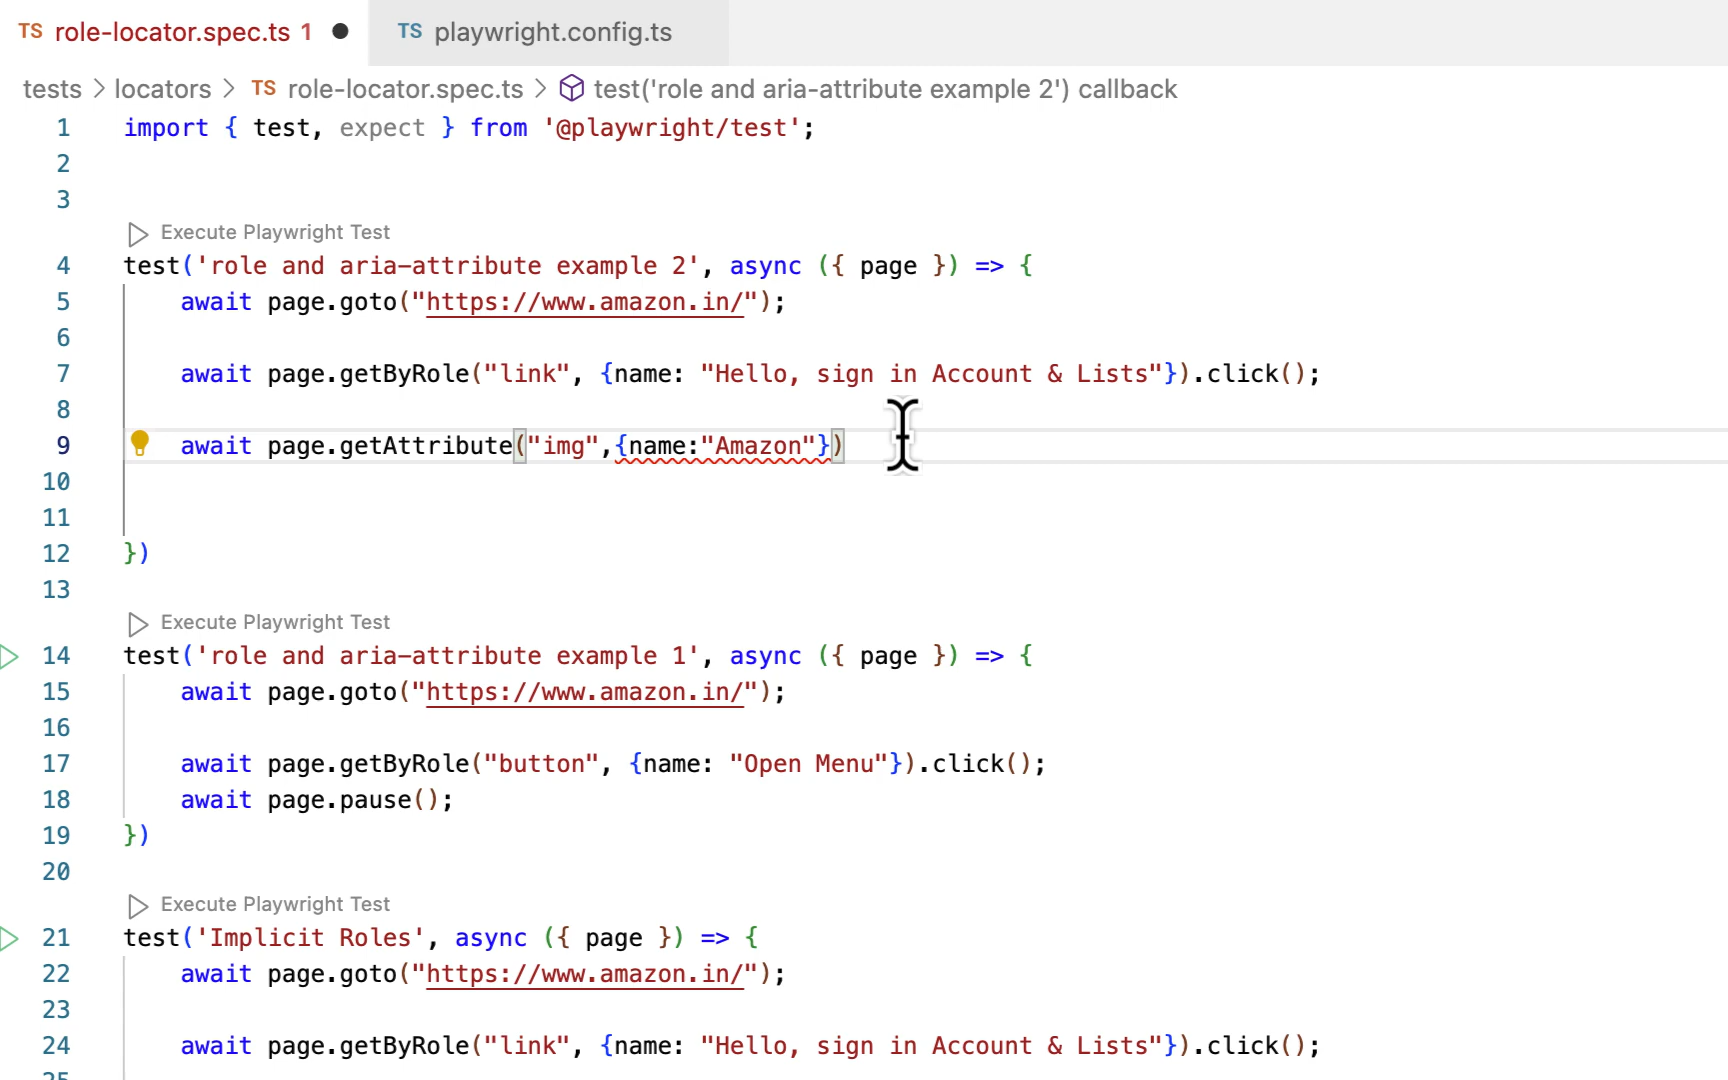 TS role-locator.spec.ts 1 TS playwright.config.ts
tests > locators > TS role-locator.spec.ts > test('role and aria-attribute example 2') callback
1 import { test, expect } from '@playwright/test';
2
3
Execute Playwright Test
4 test('role and aria-attribute example 2', async ({ page }) => {
5 await page.goto("https://www.amazon.in/");
6
7 await page.getByRole("link", {name: "Hello, sign in Account & Lists"}).click();
8
9 await page.getAttribute("img",{name:"Amazon"})
10
11
12 })
13
Execute Playwright Test
14 test('role and aria-attribute example 1', async ({ page }) => {
15 await page.goto("https://www.amazon.in/");
16
17 await page.getByRole("button", {name: "Open Menu"}).click();
18 await page.pause();
19 })
20
Execute Playwright Test
21 test('Implicit Roles', async ({ page }) => {
22 await page.goto("https://www.amazon.in/");
23
24 await page.getByRole("link", {name: "Hello, sign in Account & Lists"}).click();
25